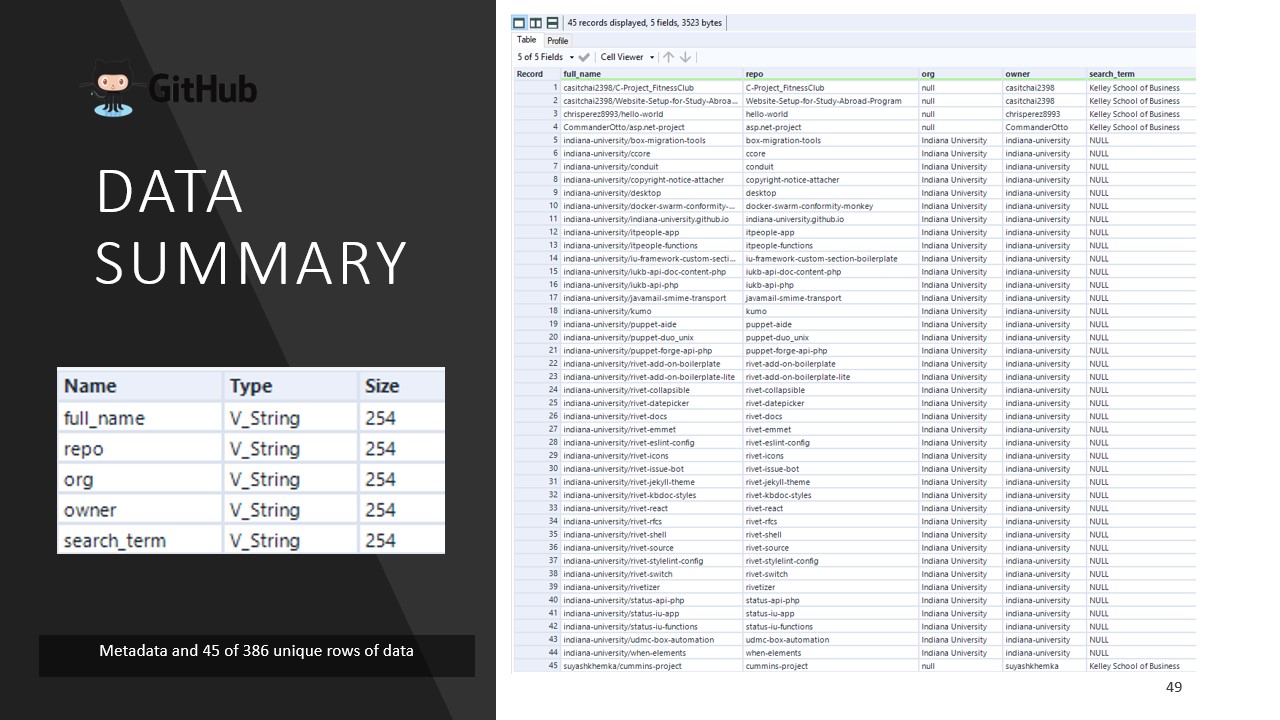 GitHub
DATA
SUMMARY
Name Type Size
full_name V_String 254
repo V_String 254
org V_String 254
owner V_String 254
search_term V_String 254
Metadata and 45 of 386 unique rows of data
45 records displayed, 5 fields, 3523 bytes
Table Profile
5 of 5 Fields Cell Viewer
Record full_name repo org owner search_term
1 casitchai2398/C-Project_FitnessClub C-Project_FitnessClub null casitchai2398 Kelley School of Business
2 casitchai2398/Website-Setup-for-Study-Abroa... Website-Setup-for-Study-Abroad-Program null casitchai2398 Kelley School of Business
3 chrisperez8993/hello-world hello-world null chrisperez8993 Kelley School of Business
4 CommanderOtto/asp.net-project asp.net-project null CommanderOtto Kelley School of Business
5 indiana-university/box-migration-tools box-migration-tools Indiana University indiana-university NULL
6 indiana-university/ccore ccore Indiana University indiana-university NULL
7 indiana-university/conduit conduit Indiana University indiana-university NULL
8 indiana-university/copyright-notice-attacher copyright-notice-attacher Indiana University indiana-university NULL
9 indiana-university/desktop desktop Indiana University indiana-university NULL
10 indiana-university/docker-swarm-conformity-... docker-swarm-conformity-monkey Indiana University indiana-university NULL
11 indiana-university/indiana-university.github.io indiana-university.github.io Indiana University indiana-university NULL
12 indiana-university/itpeople-app itpeople-app Indiana University indiana-university NULL
13 indiana-university/itpeople-functions itpeople-functions Indiana University indiana-university NULL
14 indiana-university/iu-framework-custom-secti... iu-framework-custom-section-boilerplate Indiana University indiana-university NULL
15 indiana-university/iukb-api-doc-content-php iukb-api-doc-content-php Indiana University indiana-university NULL
16 indiana-university/iukb-api-php iukb-api-php Indiana University indiana-university NULL
17 indiana-university/javamail-smime-transport javamail-smime-transport Indiana University indiana-university NULL
18 indiana-university/kumo kumo Indiana University indiana-university NULL
19 indiana-university/puppet-aide puppet-aide Indiana University indiana-university NULL
20 indiana-university/puppet-duo_unix puppet-duo_unix Indiana University indiana-university NULL
21 indiana-university/puppet-forge-api-php puppet-forge-api-php Indiana University indiana-university NULL
22 indiana-university/rivet-add-on-boilerplate rivet-add-on-boilerplate Indiana University indiana-university NULL
23 indiana-university/rivet-add-on-boilerplate-lite rivet-add-on-boilerplate-lite Indiana University indiana-university NULL
24 indiana-university/rivet-collapsible rivet-collapsible Indiana University indiana-university NULL
25 indiana-university/rivet-datepicker rivet-datepicker Indiana University indiana-university NULL
26 indiana-university/rivet-docs rivet-docs Indiana University indiana-university NULL
27 indiana-university/rivet-emmet rivet-emmet Indiana University indiana-university NULL
28 indiana-university/rivet-eslint-config rivet-eslint-config Indiana University indiana-university NULL
29 indiana-university/rivet-icons rivet-icons Indiana University indiana-university NULL
30 indiana-university/rivet-issue-bot rivet-issue-bot Indiana University indiana-university NULL
31 indiana-university/rivet-jekyll-theme rivet-jekyll-theme Indiana University indiana-university NULL
32 indiana-university/rivet-kbdoc-styles rivet-kbdoc-styles Indiana University indiana-university NULL
33 indiana-university/rivet-react rivet-react Indiana University indiana-university NULL
34 indiana-university/rivet-rfcs rivet-rfcs Indiana University indiana-university NULL
35 indiana-university/rivet-shell rivet-shell Indiana University indiana-university NULL
36 indiana-university/rivet-source rivet-source Indiana University indiana-university NULL
37 indiana-university/rivet-stylelint-config rivet-stylelint-config Indiana University indiana-university NULL
38 indiana-university/rivet-switch rivet-switch Indiana University indiana-university NULL
39 indiana-university/rivetizer rivetizer Indiana University indiana-university NULL
40 indiana-university/status-api-php status-api-php Indiana University indiana-university NULL
41 indiana-university/status-iu-app status-iu-app Indiana University indiana-university NULL
42 indiana-university/status-iu-functions status-iu-functions Indiana University indiana-university NULL
43 indiana-university/udmc-box-automation udmc-box-automation Indiana University indiana-university NULL
44 indiana-university/when-elements when-elements Indiana University indiana-university NULL
45 suyashkhemka/cummins-project cummins-project null suyashkhemka Kelley School of Business
49